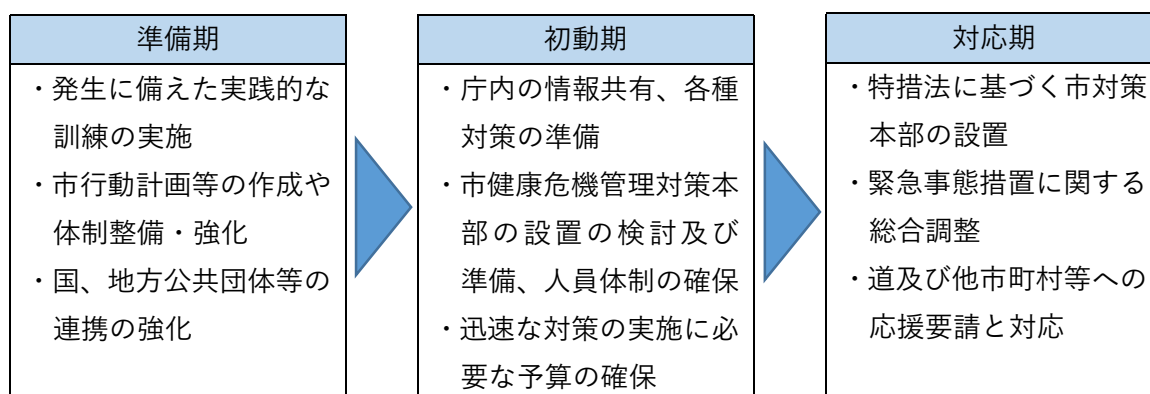 準備期
・発生に備えた実践的な
訓練の実施
・市行動計画等の作成や
体制整備・強化
・国、地方公共団体等の
連携の強化
初動期
・庁内の情報共有、各種
対策の準備
・市健康危機管理対策本
部の設置の検討及び
準備、人員体制の確保
・迅速な対策の実施に必
要な予算の確保
対応期
・特措法に基づく市対策
本部の設置
・緊急事態措置に関する
総合調整
・道及び他市町村等への
応援要請と対応